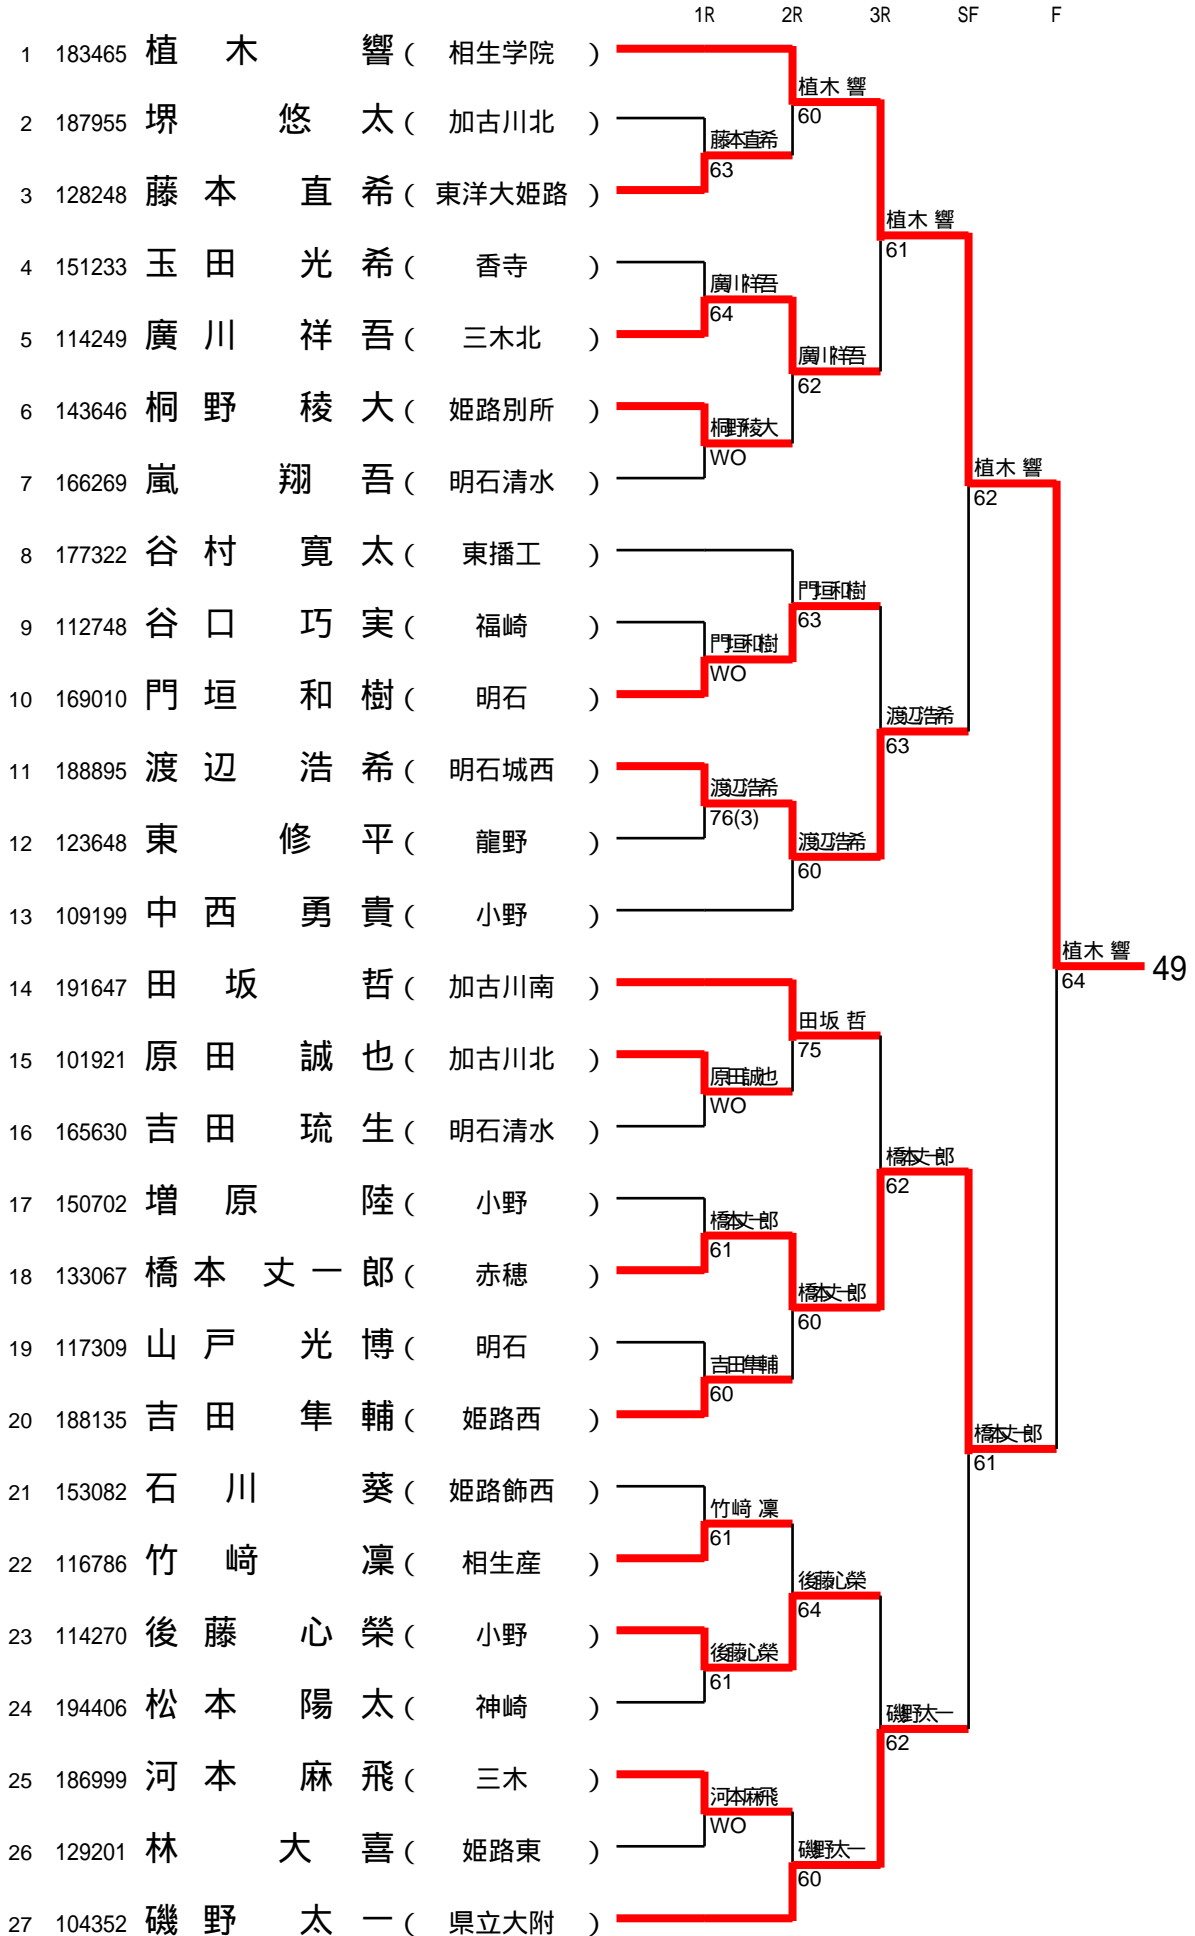 1R 2R 3R SF F
1 183465 植木 響 ( 相生学院 )
植木 響
2 187955 堺 悠太 ( 加古川北 )
60
藤本直希
63
3 128248 藤本 直希 ( 東洋大姫路 )
植木 響
61
4 151233 玉田 光希 ( 香寺 )
廣川祥吾
64
5 114249 廣川 祥吾 ( 三木北 )
廣川祥吾
62
6 143646 桐野 稜大 ( 姫路別所 )
桐野稜大
WO
植木 響
62
7 166269 嵐 翔吾 ( 明石清水 )
8 177322 谷村 寛太 ( 東播工 )
門垣和樹
63
9 112748 谷口 巧実 ( 福崎 )
門垣和樹
WO
10 169010 門垣 和樹 ( 明石 )
渡辺浩希
63
11 188895 渡辺 浩希 ( 明石城西 )
渡辺浩希
76(3)
12 123648 東 修平 ( 龍野 )
渡辺浩希
60
13 109199 中西 勇貴 ( 小野 )
植木 響
64
49
14 191647 田坂 哲 ( 加古川南 )
田坂 哲
75
15 101921 原田 誠也 ( 加古川北 )
原田誠也
WO
16 165630 吉田 琉生 ( 明石清水 )
橋本丈一郎
62
17 150702 増原 陸 ( 小野 )
橋本丈一郎
61
18 133067 橋本 丈一郎 ( 赤穂 )
橋本丈一郎
60
19 117309 山戸 光博 ( 明石 )
吉田隼輔
60
20 188135 吉田 隼輔 ( 姫路西 )
橋本丈一郎
61
21 153082 石川 葵 ( 姫路飾西 )
竹﨑 凜
61
22 116786 竹﨑 凜 ( 相生産 )
後藤心榮
64
23 114270 後藤 心榮 ( 小野 )
後藤心榮
61
24 194406 松本 陽太 ( 神崎 )
磯野太一
62
25 186999 河本 麻飛 ( 三木 )
河本麻飛
WO
26 129201 林 大喜 ( 姫路東 )
磯野太一
60
27 104352 磯野 太一 ( 県立大附 )